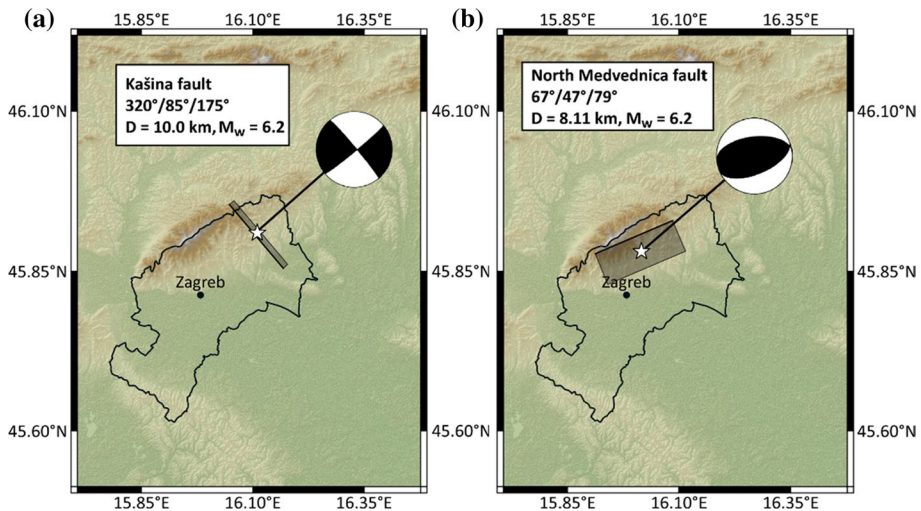 (a)
15.85°E 16.10°E 16.35°E
Kašina fault
320°/85°/175°
D = 10.0 km, Mw = 6.2
46.10°N
45.85°N
45.60°N
Zagreb
15.85°E 16.10°E 16.35°E
(b)
15.85°E 16.10°E 16.35°E
North Medvednica fault
67°/47°/79°
D = 8.11 km, Mw = 6.2
46.10°N
45.85°N
45.60°N
Zagreb
15.85°E 16.10°E 16.35°E